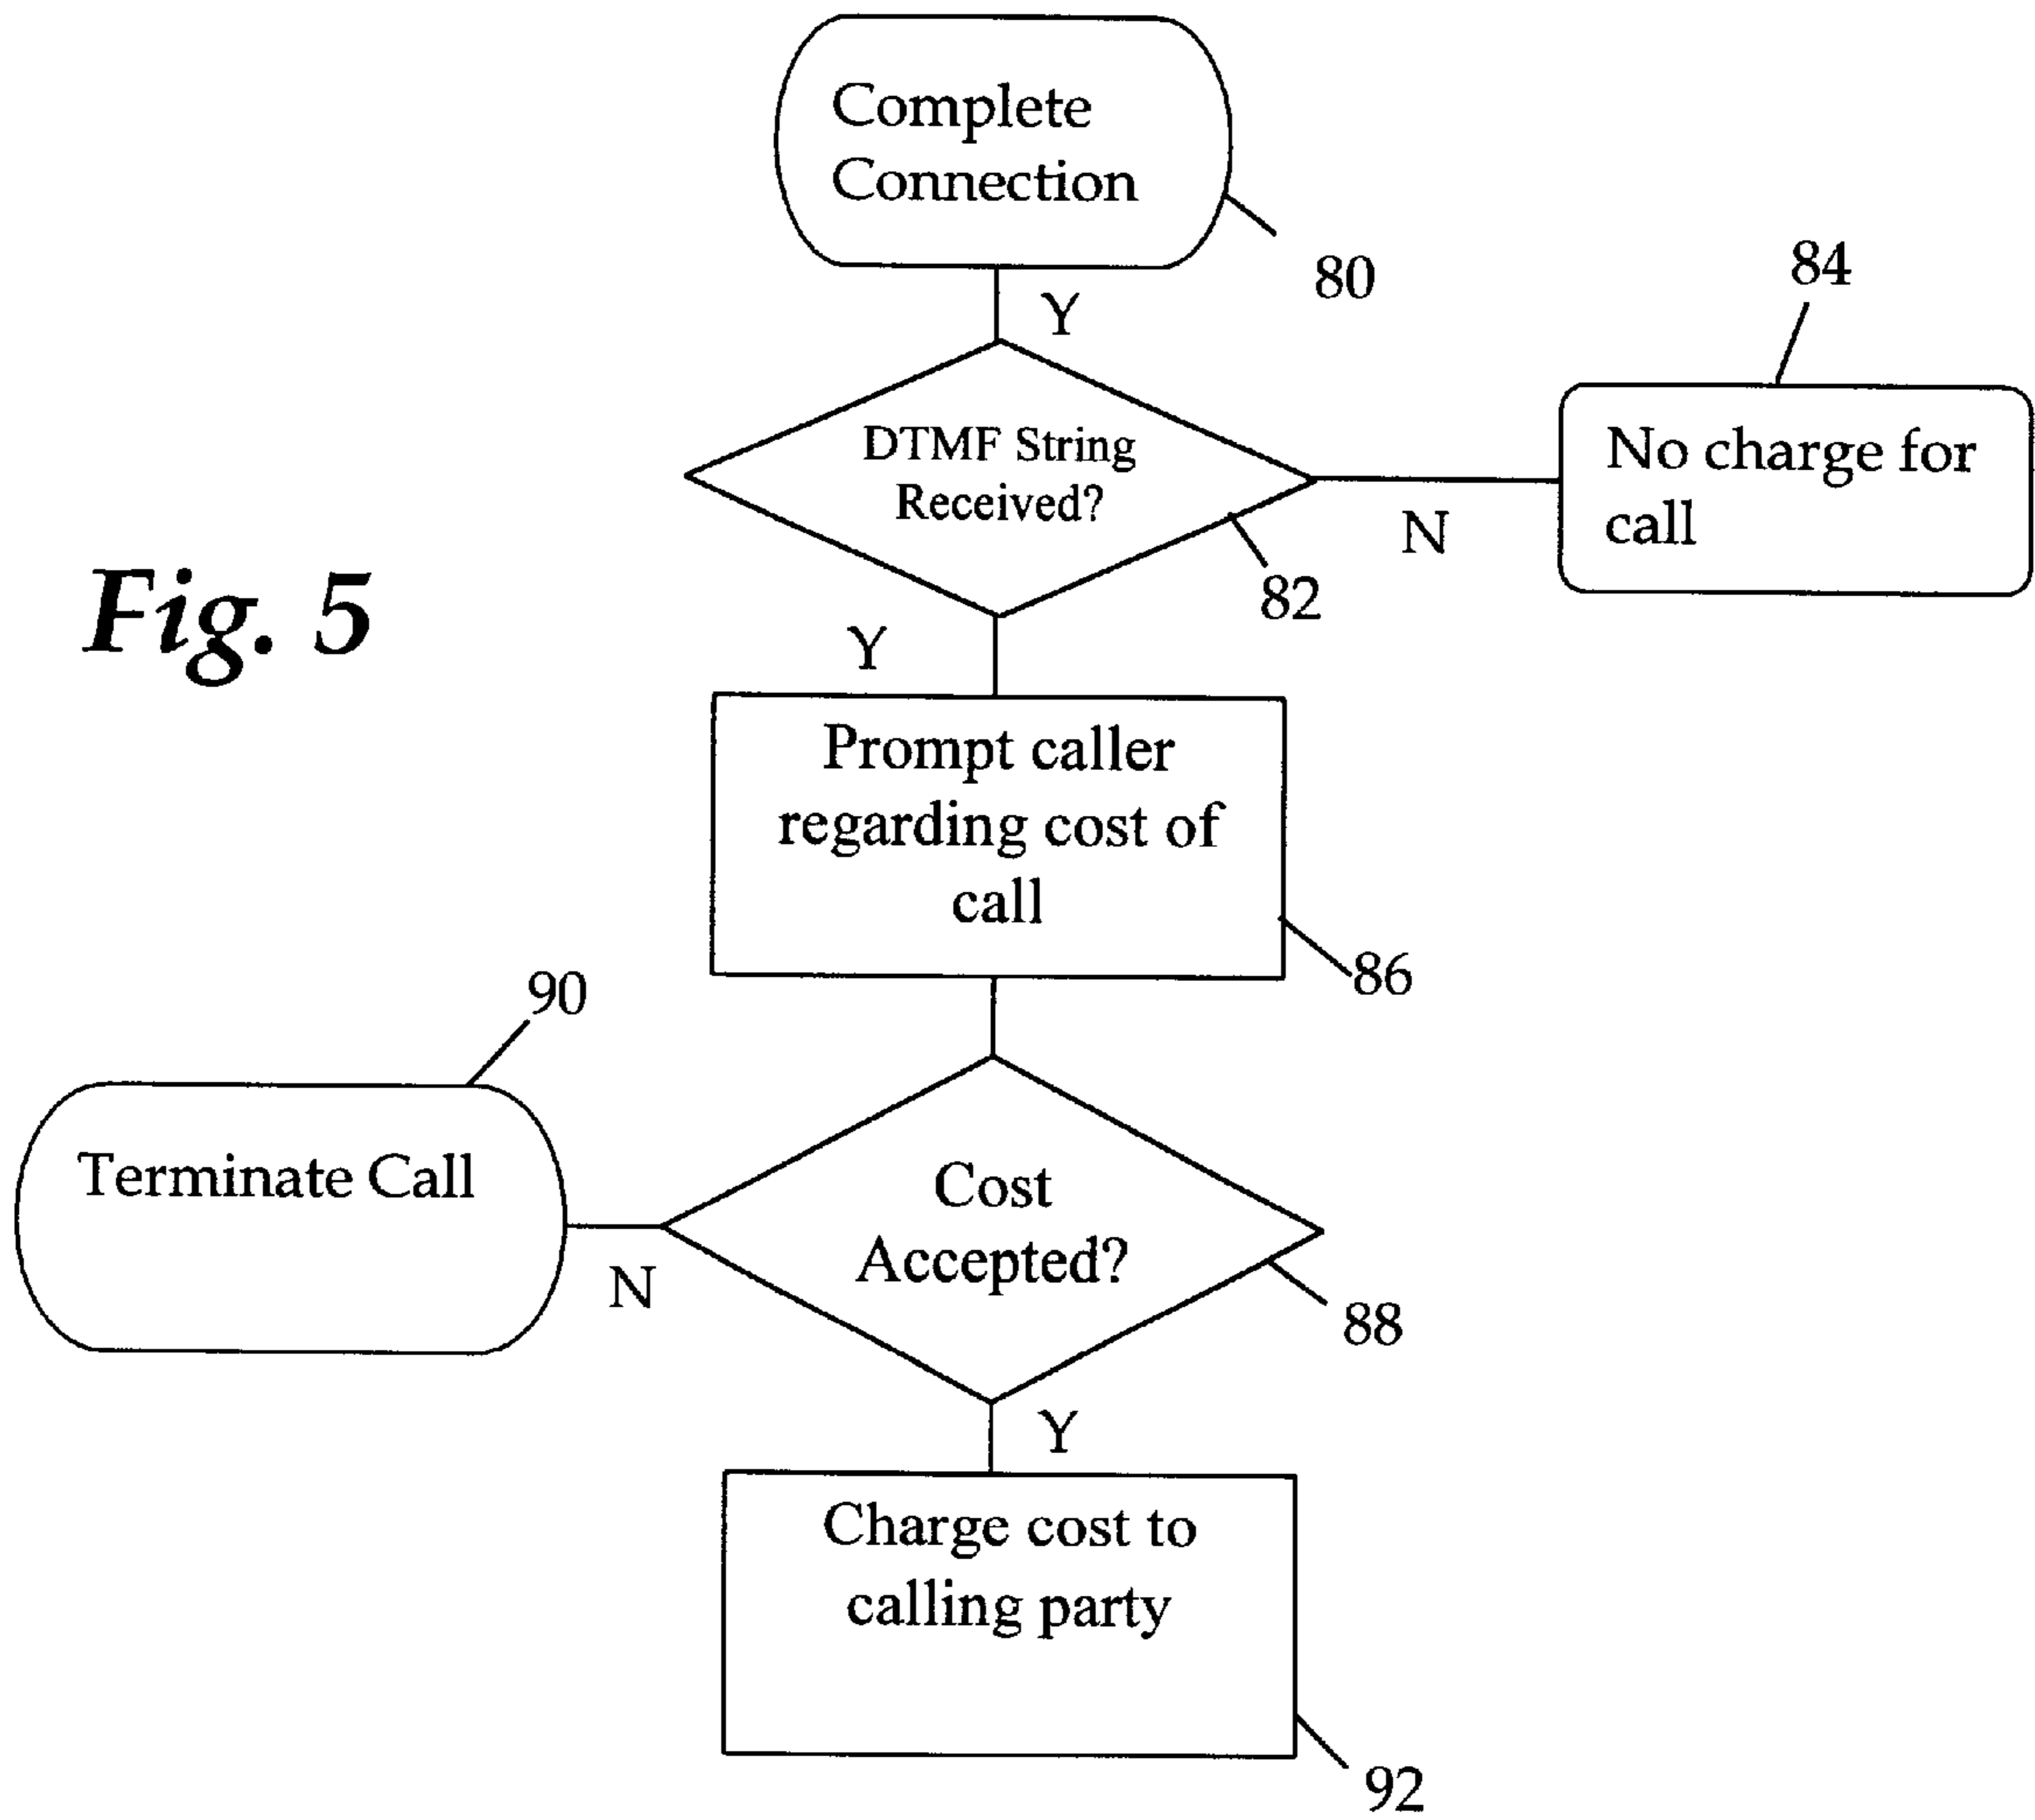 Complete
Connection
80
Y
84
DTMF String
Received?
No charge for
call
N
82
Fig. 5
Y
Prompt caller
regarding cost of
call
86
90
Terminate Call
Cost
Accepted?
N
88
Y
Charge cost to
calling party
92